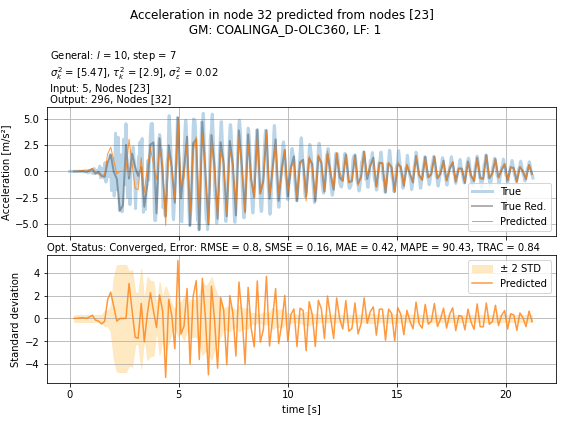 Acceleration in node 32 predicted from nodes [23]
GM: COALINGA_D-OLC360, LF: 1
General: l = 10, step = 7
σ²ₖ = [5.47], τ²ₖ = [2.9], σ²ε = 0.02
Input: 5, Nodes [23]
Output: 296, Nodes [32]
Acceleration [m/s²]
5.0
2.5
0.0
−2.5
−5.0
True
True Red.
Predicted
Opt. Status: Converged, Error: RMSE = 0.8, SMSE = 0.16, MAE = 0.42, MAPE = 90.43, TRAC = 0.84
Standard deviation
4
2
0
−2
−4
± 2 STD
Predicted
0
5
10
15
20
time [s]